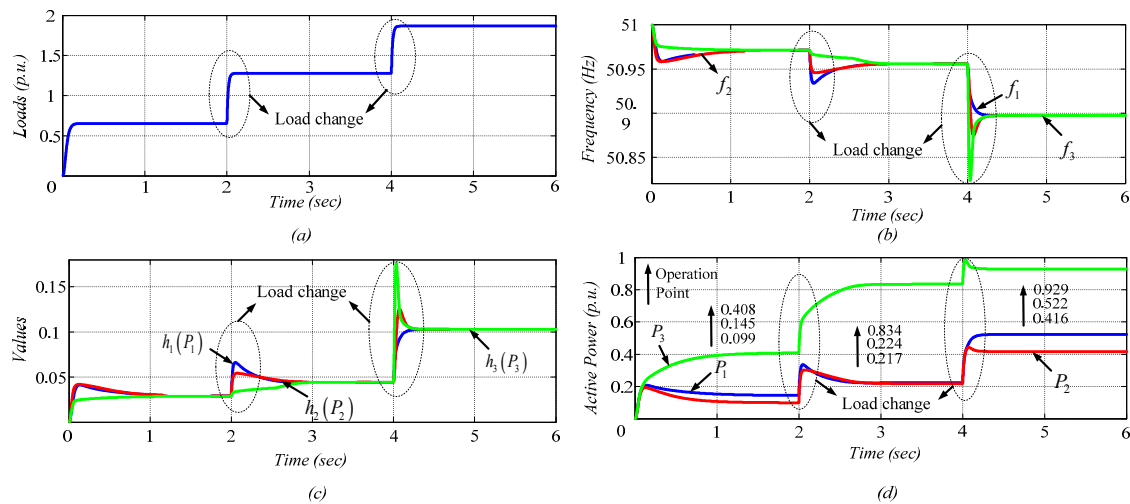 2
1.5
1
0.5
0
Loads (p.u.)
Load change
1 2 3 4 5 6
Time (sec)
(a)
51
50.95
50.
9
50.85
Frequency (Hz)
f2
f1
f3
Load change
0 1 2 3 4 5 6
Time (sec)
(b)
0.15
0.1
0.05
0
Values
Load change
h1(P1)
h2(P2)
h3(P3)
0 1 2 3 4 5 6
Time (sec)
(c)
1
0.8
0.6
0.4
0.2
0
Active Power (p.u.)
Operation
Point
P3
P1
P2
0.408
0.145
0.099
0.834
0.224
0.217
0.929
0.522
0.416
Load change
1 2 3 4 5 6
Time (sec)
(d)